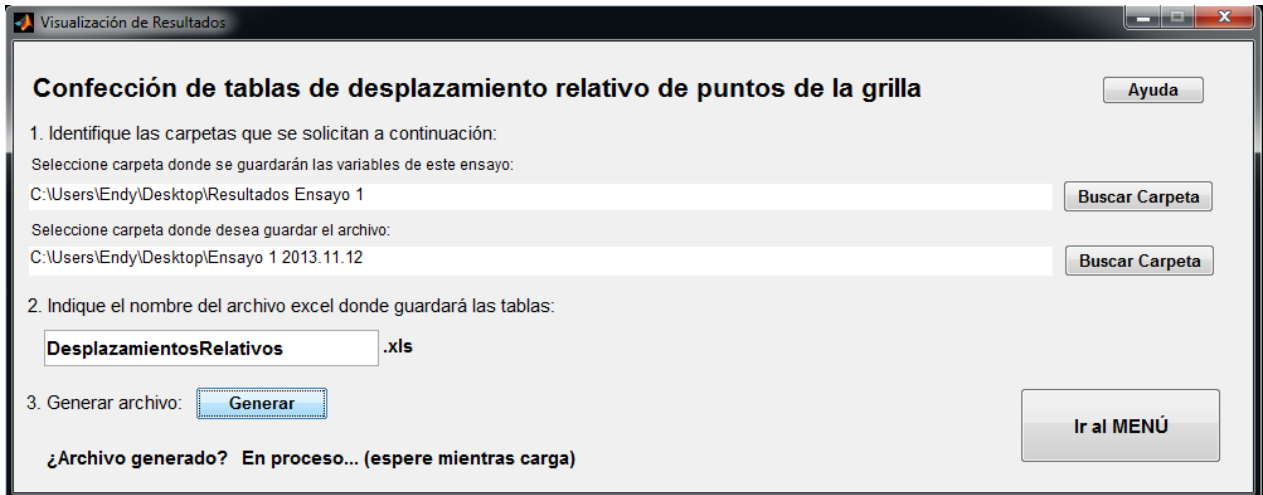 Visualización de Resultados
Confección de tablas de desplazamiento relativo de puntos de la grilla
Ayuda
1. Identifique las carpetas que se solicitan a continuación:
Seleccione carpeta donde se guardarán las variables de este ensayo:
C:\Users\Endy\Desktop\Resultados Ensayo 1
Buscar Carpeta
Seleccione carpeta donde desea guardar el archivo:
C:\Users\Endy\Desktop\Ensayo 1 2013.11.12
Buscar Carpeta
2. Indique el nombre del archivo excel donde guardará las tablas:
DesplazamientosRelativos .xls
3. Generar archivo: Generar
Ir al MENÚ
¿Archivo generado? En proceso... (espere mientras carga)